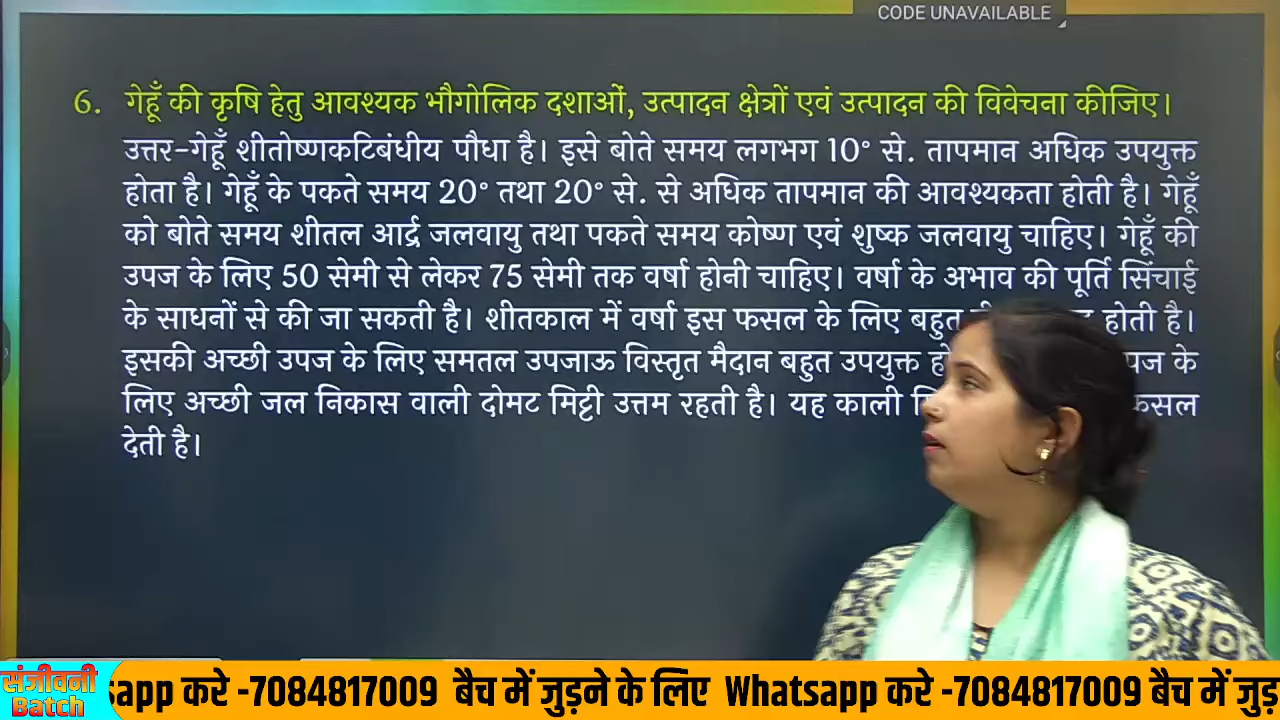 CODE UNAVAILABLE
6. गेहूँ की कृषि हेतु आवश्यक भौगोलिक दशाओं, उत्पादन क्षेत्रों एवं उत्पादन की विवेचना कीजिए।
उत्तर-गेहूँ शीतोष्णकटिबंधीय पौधा है। इसे बोते समय लगभग 10° से. तापमान अधिक उपयुक्त
होता है। गेहूँ के पकते समय 20° तथा 20° से. से अधिक तापमान की आवश्यकता होती है। गेहूँ
को बोते समय शीतल आर्द्र जलवायु तथा पकते समय कोष्ण एवं शुष्क जलवायु चाहिए। गेहूँ की
उपज के लिए 50 सेमी से लेकर 75 सेमी तक वर्षा होनी चाहिए। वर्षा के अभाव की पूर्ति सिंचाई
के साधनों से की जा सकती है। शीतकाल में वर्षा इस फसल के लिए बहुत होती है।
इसकी अच्छी उपज के लिए समतल उपजाऊ विस्तृत मैदान बहुत उपयुक्त के
लिए अच्छी जल निकास वाली दोमट मिट्टी उत्तम रहती है। यह काली फसल
देती है।
संजीवनी
Batch
sapp करे -7084817009 बैच में जुड़ने के लिए Whatsapp करे -7084817009 बैच में जुड़